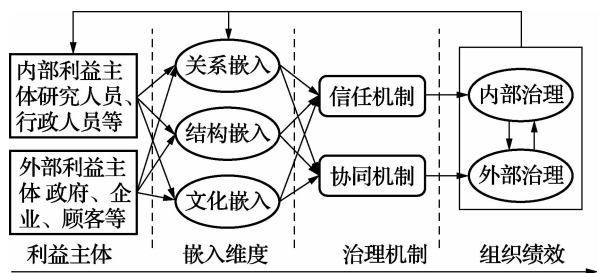 内部利益主
体研究人员、
行政人员等
外部利益主
体 政府、企
业、顾客等
关系嵌入
结构嵌入
文化嵌入
信任机制
协同机制
内部治理
外部治理
利益主体
嵌入维度
治理机制
组织绩效